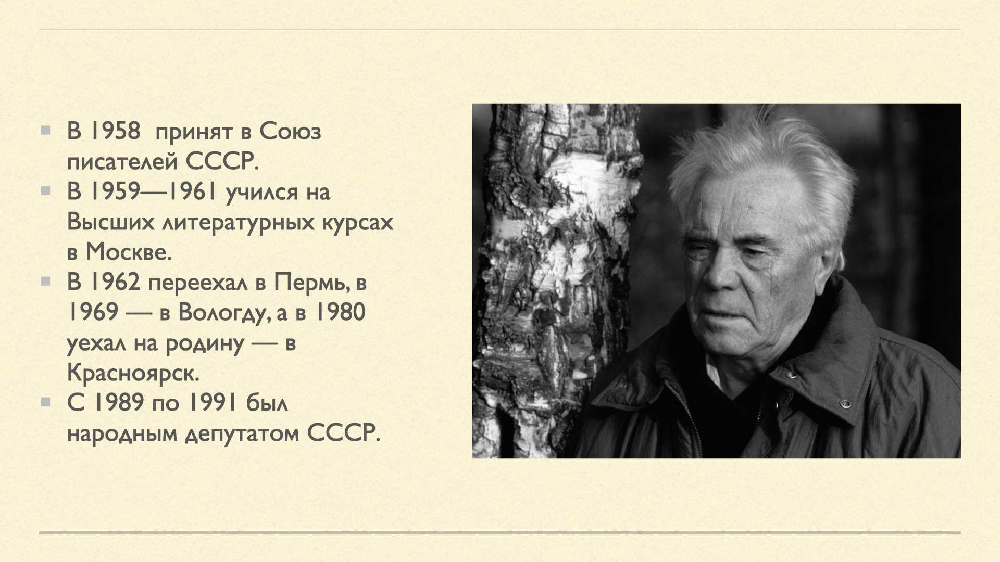 В 1958  принят в Союз
писателей СССР.
В 1959—1961 учился на
Высших литературных курсах
в Москве.
В 1962 переехал в Пермь, в
1969 — в Вологду, а в 1980
уехал на родину — в
Красноярск.
С 1989 по 1991 был
народным депутатом СССР.